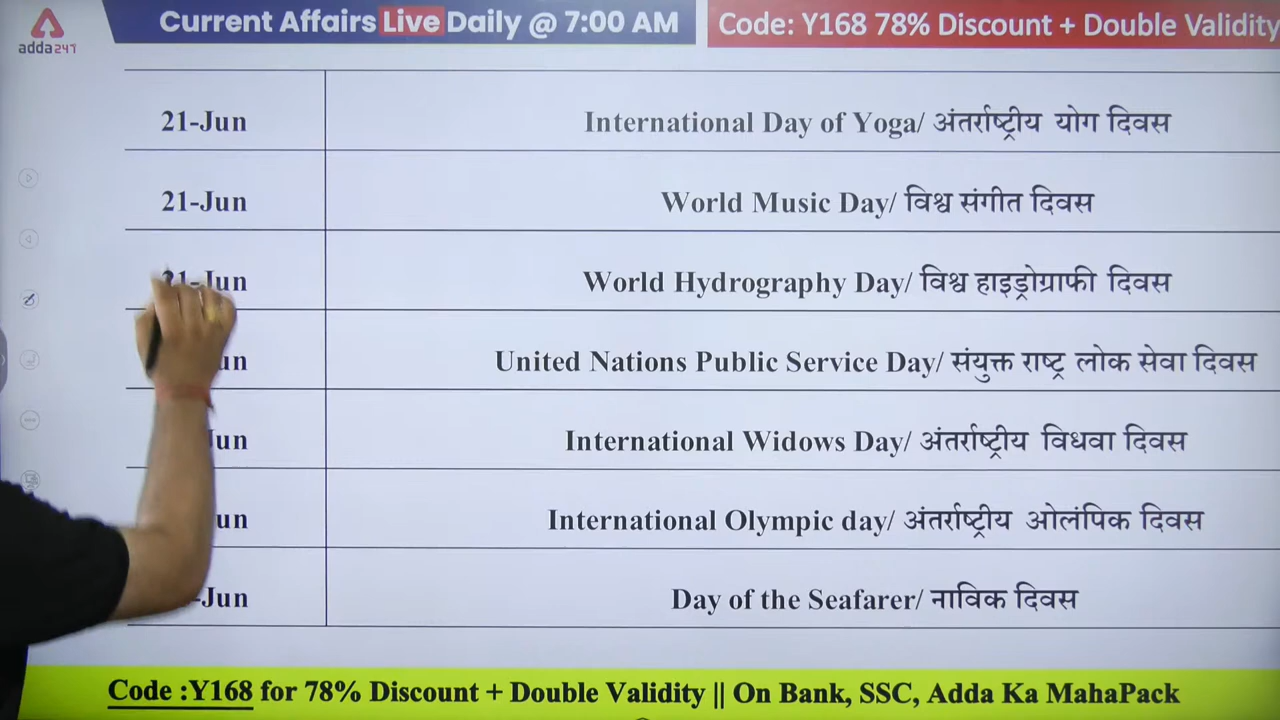 adda247
Current Affairs Live Daily @ 7:00 AM
Code: Y168 78% Discount + Double Validity
21-Jun International Day of Yoga/ अंतर्राष्ट्रीय योग दिवस
21-Jun World Music Day/ विश्व संगीत दिवस
21-Jun World Hydrography Day/ विश्व हाइड्रोग्राफी दिवस
United Nations Public Service Day/ संयुक्त राष्ट्र लोक सेवा दिवस
International Widows Day/ अंतर्राष्ट्रीय विधवा दिवस
International Olympic day/ अंतर्राष्ट्रीय ओलंपिक दिवस
-Jun Day of the Seafarer/ नाविक दिवस
Code :Y168 for 78% Discount + Double Validity || On Bank, SSC, Adda Ka MahaPack